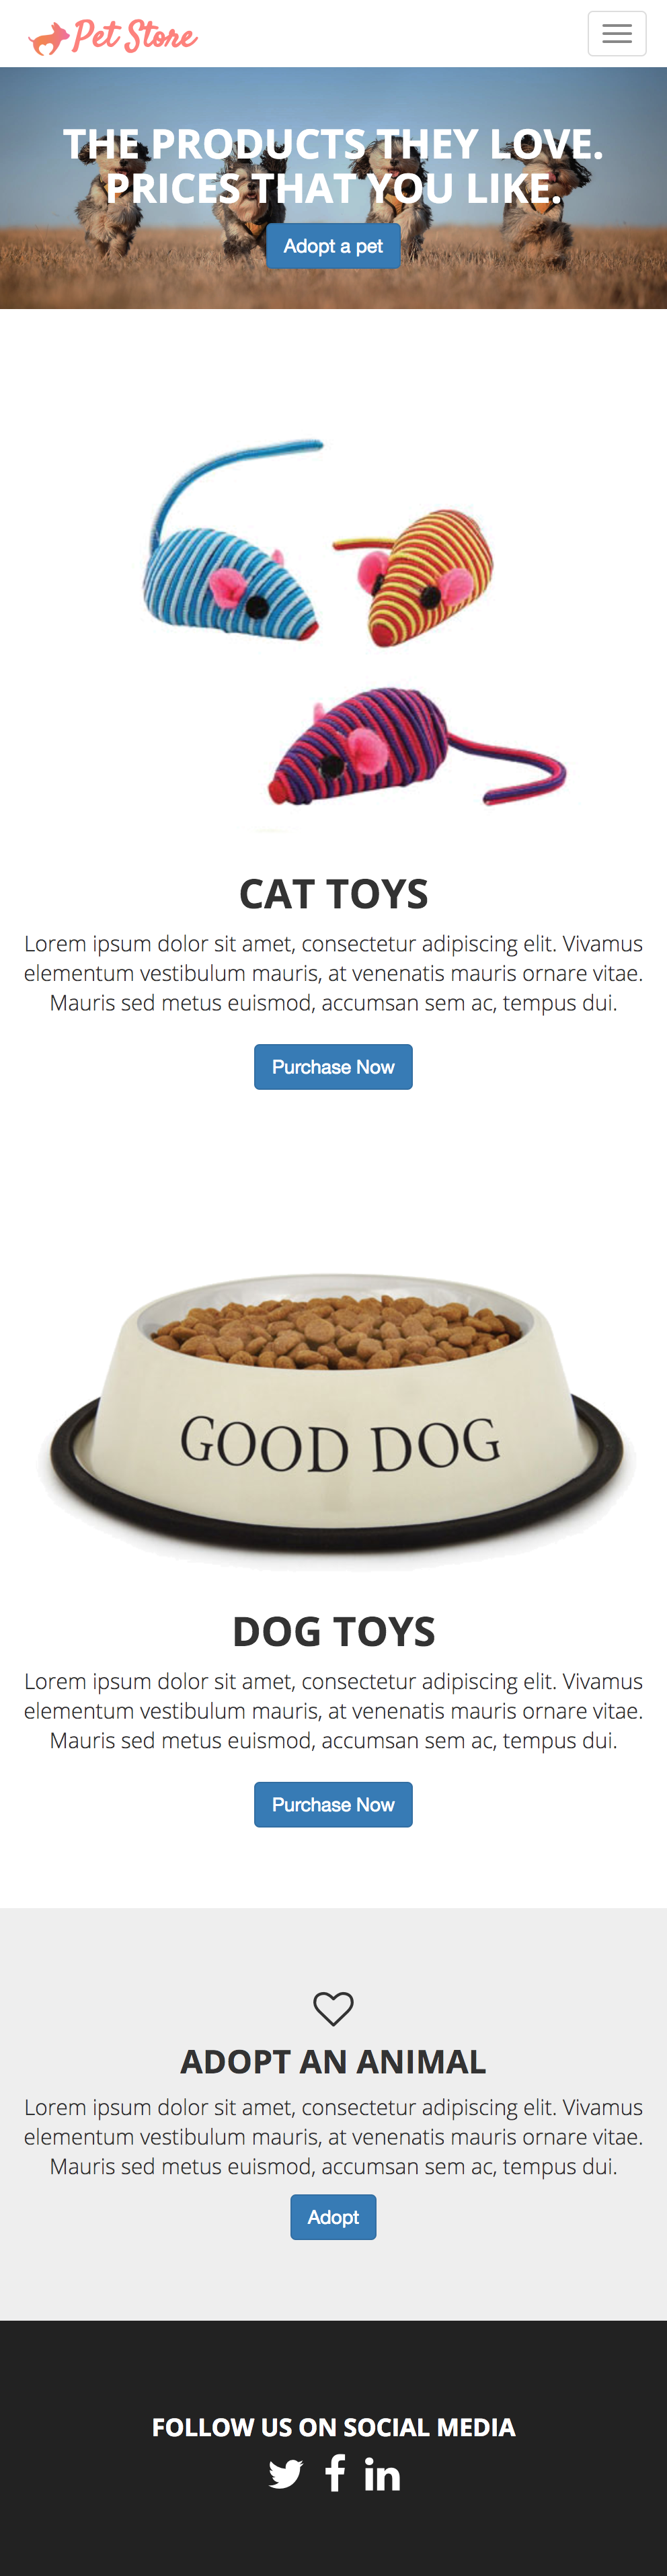 Pet Store
THE PRODUCTS THEY LOVE.
PRICES THAT YOU LIKE.
Adopt a pet
CAT TOYS
Lorem ipsum dolor sit amet, consectetur adipiscing elit. Vivamus
elementum vestibulum mauris, at venenatis mauris ornare vitae.
Mauris sed metus euismod, accumsan sem ac, tempus dui.
Purchase Now
GOOD DOG
DOG TOYS
Lorem ipsum dolor sit amet, consectetur adipiscing elit. Vivamus
elementum vestibulum mauris, at venenatis mauris ornare vitae.
Mauris sed metus euismod, accumsan sem ac, tempus dui.
Purchase Now
ADOPT AN ANIMAL
Lorem ipsum dolor sit amet, consectetur adipiscing elit. Vivamus
elementum vestibulum mauris, at venenatis mauris ornare vitae.
Mauris sed metus euismod, accumsan sem ac, tempus dui.
Adopt
FOLLOW US ON SOCIAL MEDIA